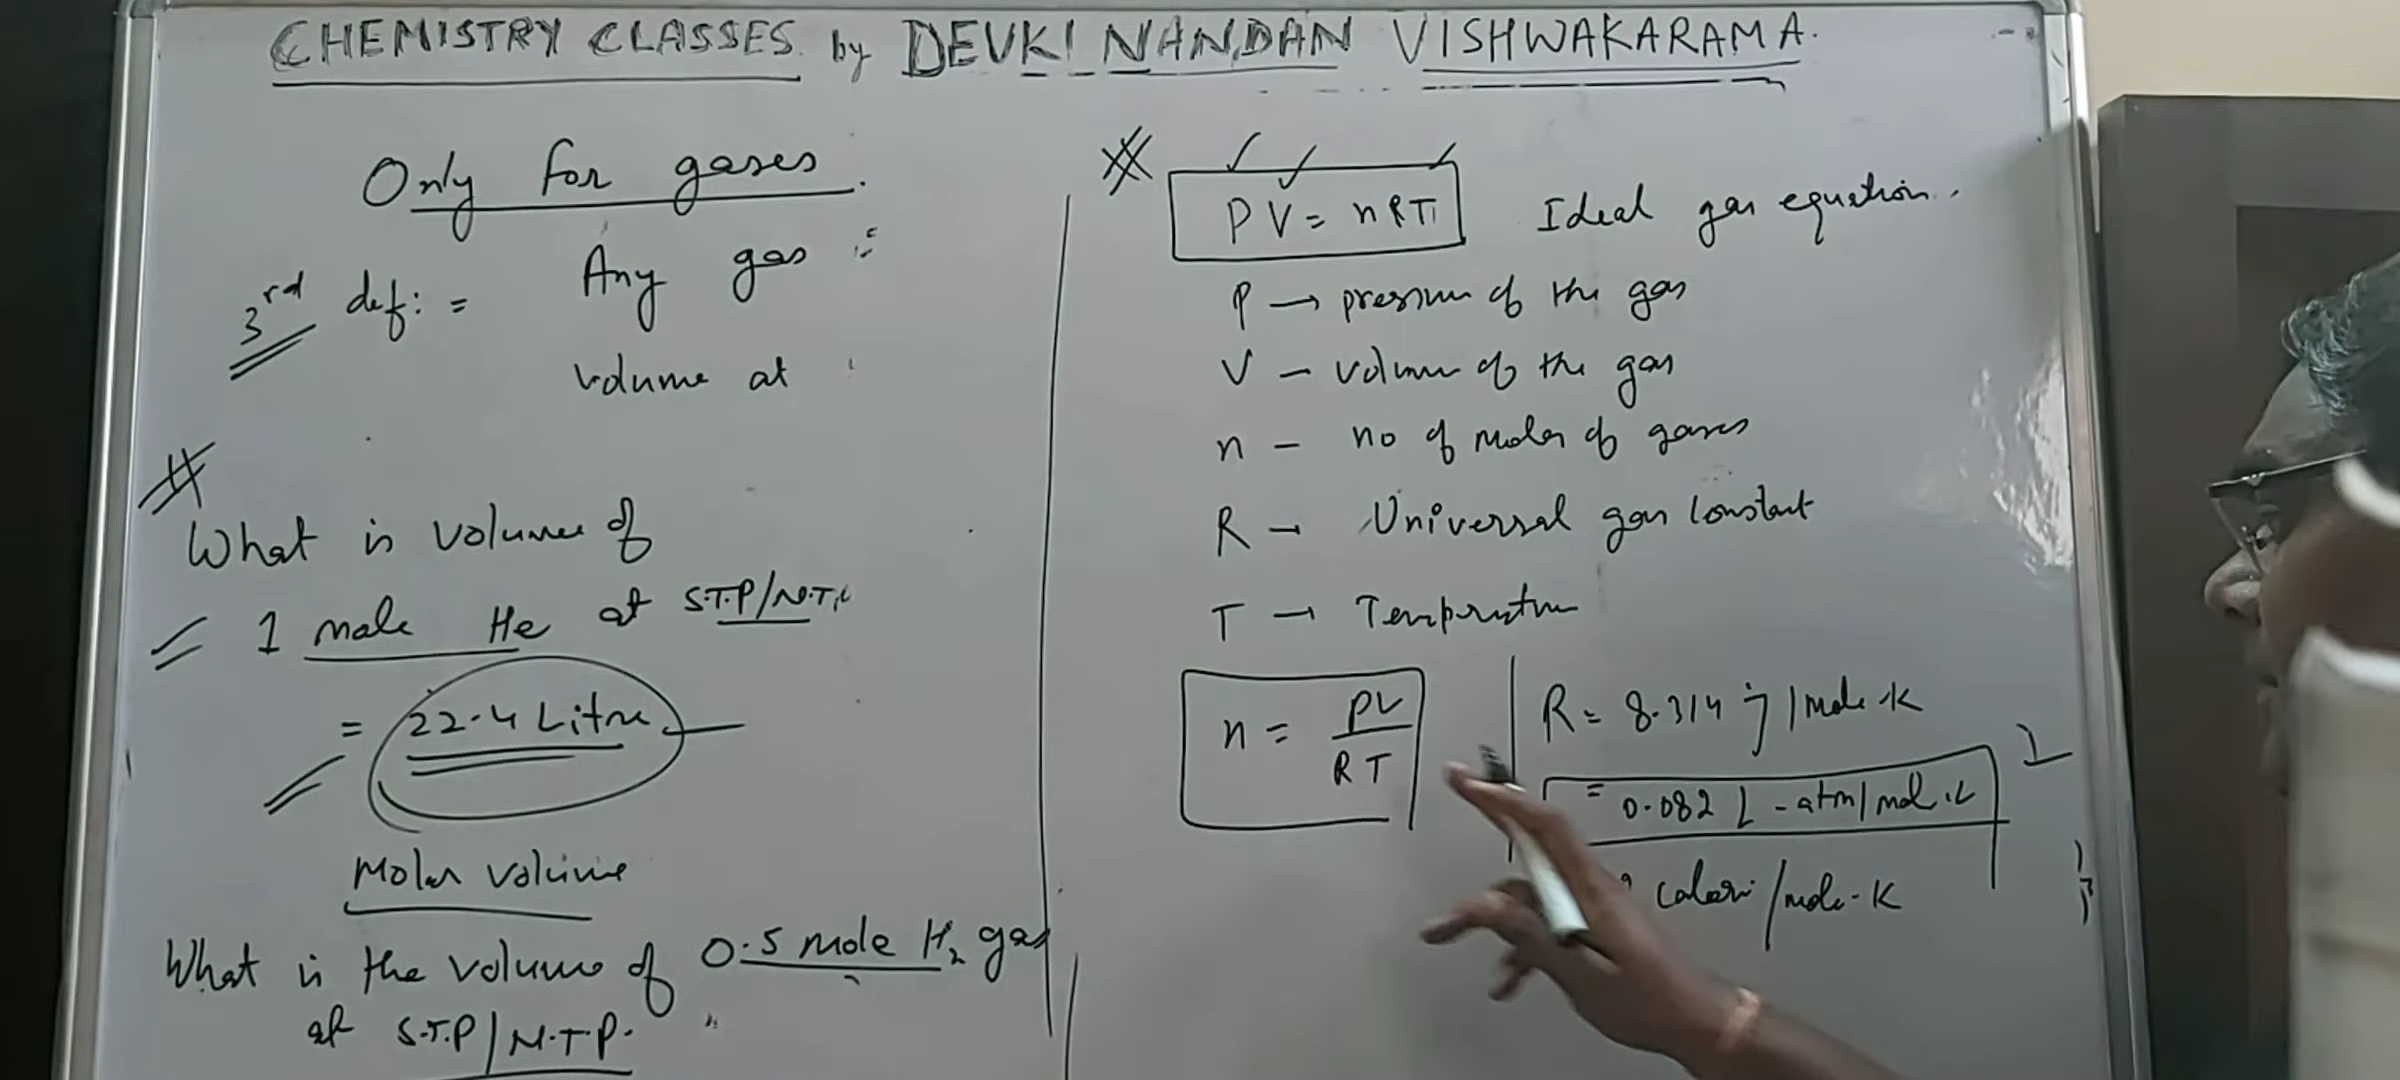 CHEMISTRY CLASSES by DEVKI NANDAN VISHWAKARAMA.
Only for gases.
3rd def: = Any gas
volume at
What is volume of
1 mole He at S.T.P/N.T.
= 22.4 Litre
Molar volume
What is the volume of 0.5 mole H2 gas
at S.T.P/N.T.P.
PV = nRT Ideal gas equation.
P → pressure of the gas
V - volume of the gas
n - no of moles of gases
R → Universal gas constant
T → Temperature
n = PV/RT
R = 8.314 j/mole-K
= 0.082 L-atm/mol.K
calori/mole-K